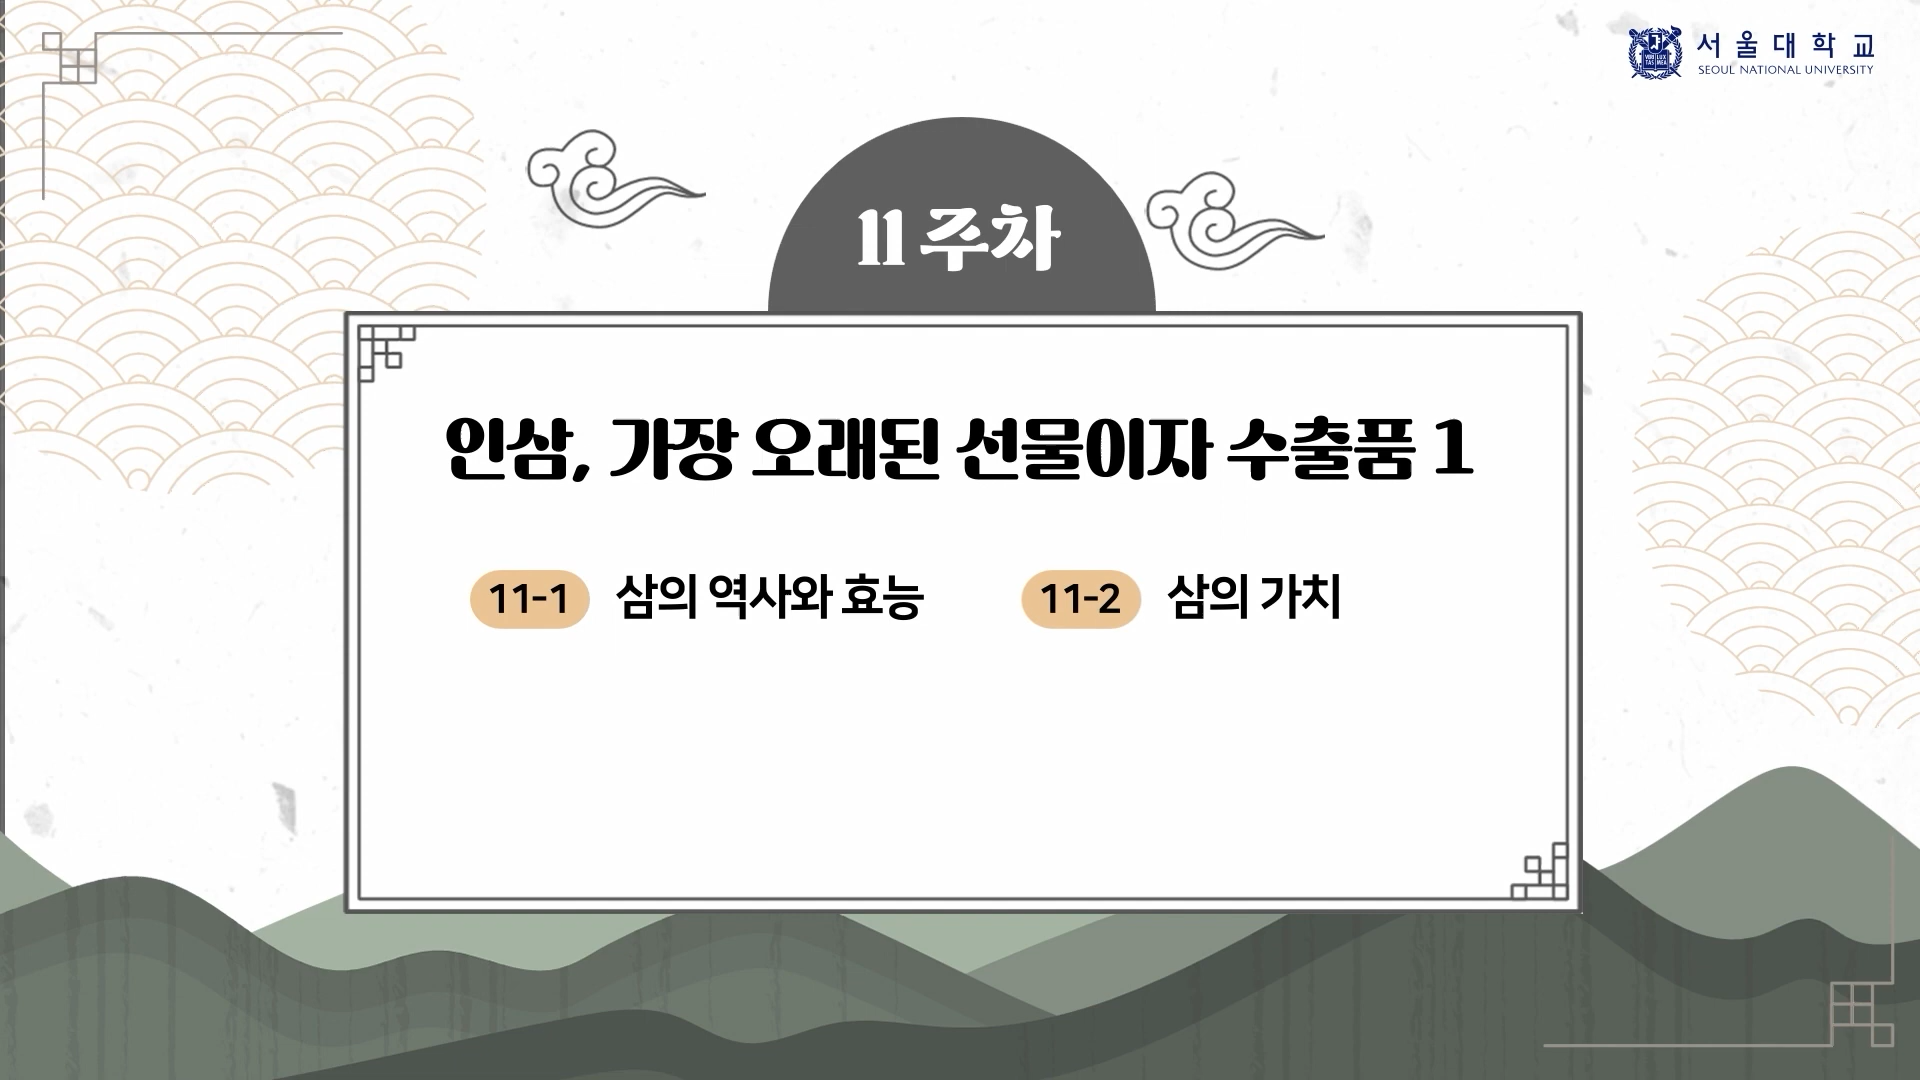 서울대학교
SEOUL NATIONAL UNIVERSITY
11주차
인삼, 가장 오래된 선물이자 수출품 1
11-1 삼의 역사와 효능
11-2 삼의 가치